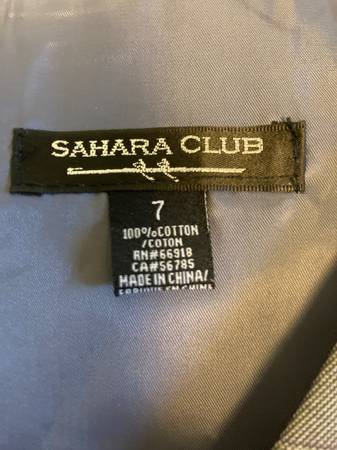 SAHARA CLUB
7
100%COTTON
/COTON
RN#66918
CA#56785
MADE IN CHINA/